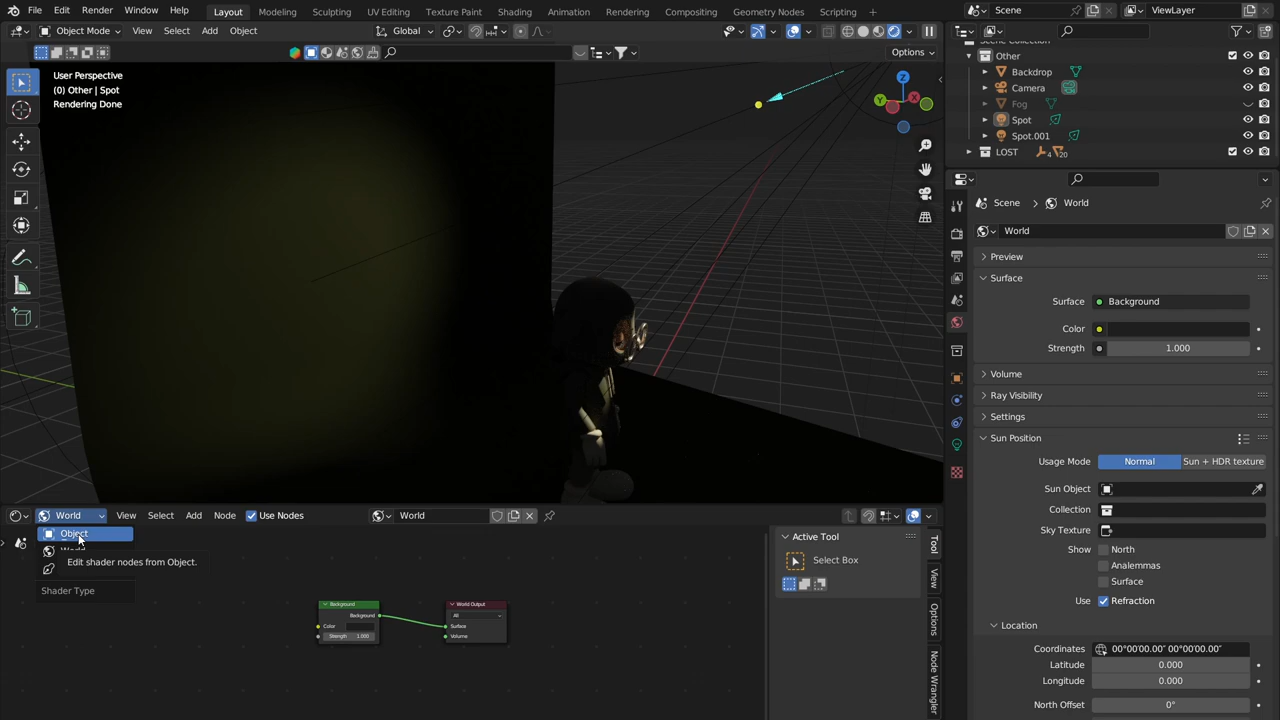 File Edit Render Window Help Layout Modeling Sculpting UV Editing Texture Paint Shading Animation Rendering Compositing Geometry Nodes Scripting + Scene ViewLayer
Object Mode View Select Add Object Global
Options
User Perspective
(0) Other | Spot
Rendering Done
Z
Y
X
Other
Backdrop
Camera
Fog
Spot
Spot.001
LOST 4 20
Scene > World
World
Preview
Surface
Surface Background
Color
Strength 1.000
Volume
Ray Visibility
Settings
Sun Position
Usage Mode Normal Sun + HDR texture
Sun Object
Collection
Sky Texture
Show North
Analemmas
Surface
Use Refraction
Location
Coordinates 00°00'00.00" 00°00'00.00"
Latitude 0.000
Longitude 0.000
North Offset 0°
World View Select Add Node Use Nodes World
Object
Edit shader nodes from Object.
Shader Type
Background
Background
Color
Strength 1.000
World Output
All
Surface
Volume
Active Tool
Select Box
Tool
View
Options
Node Wrangler